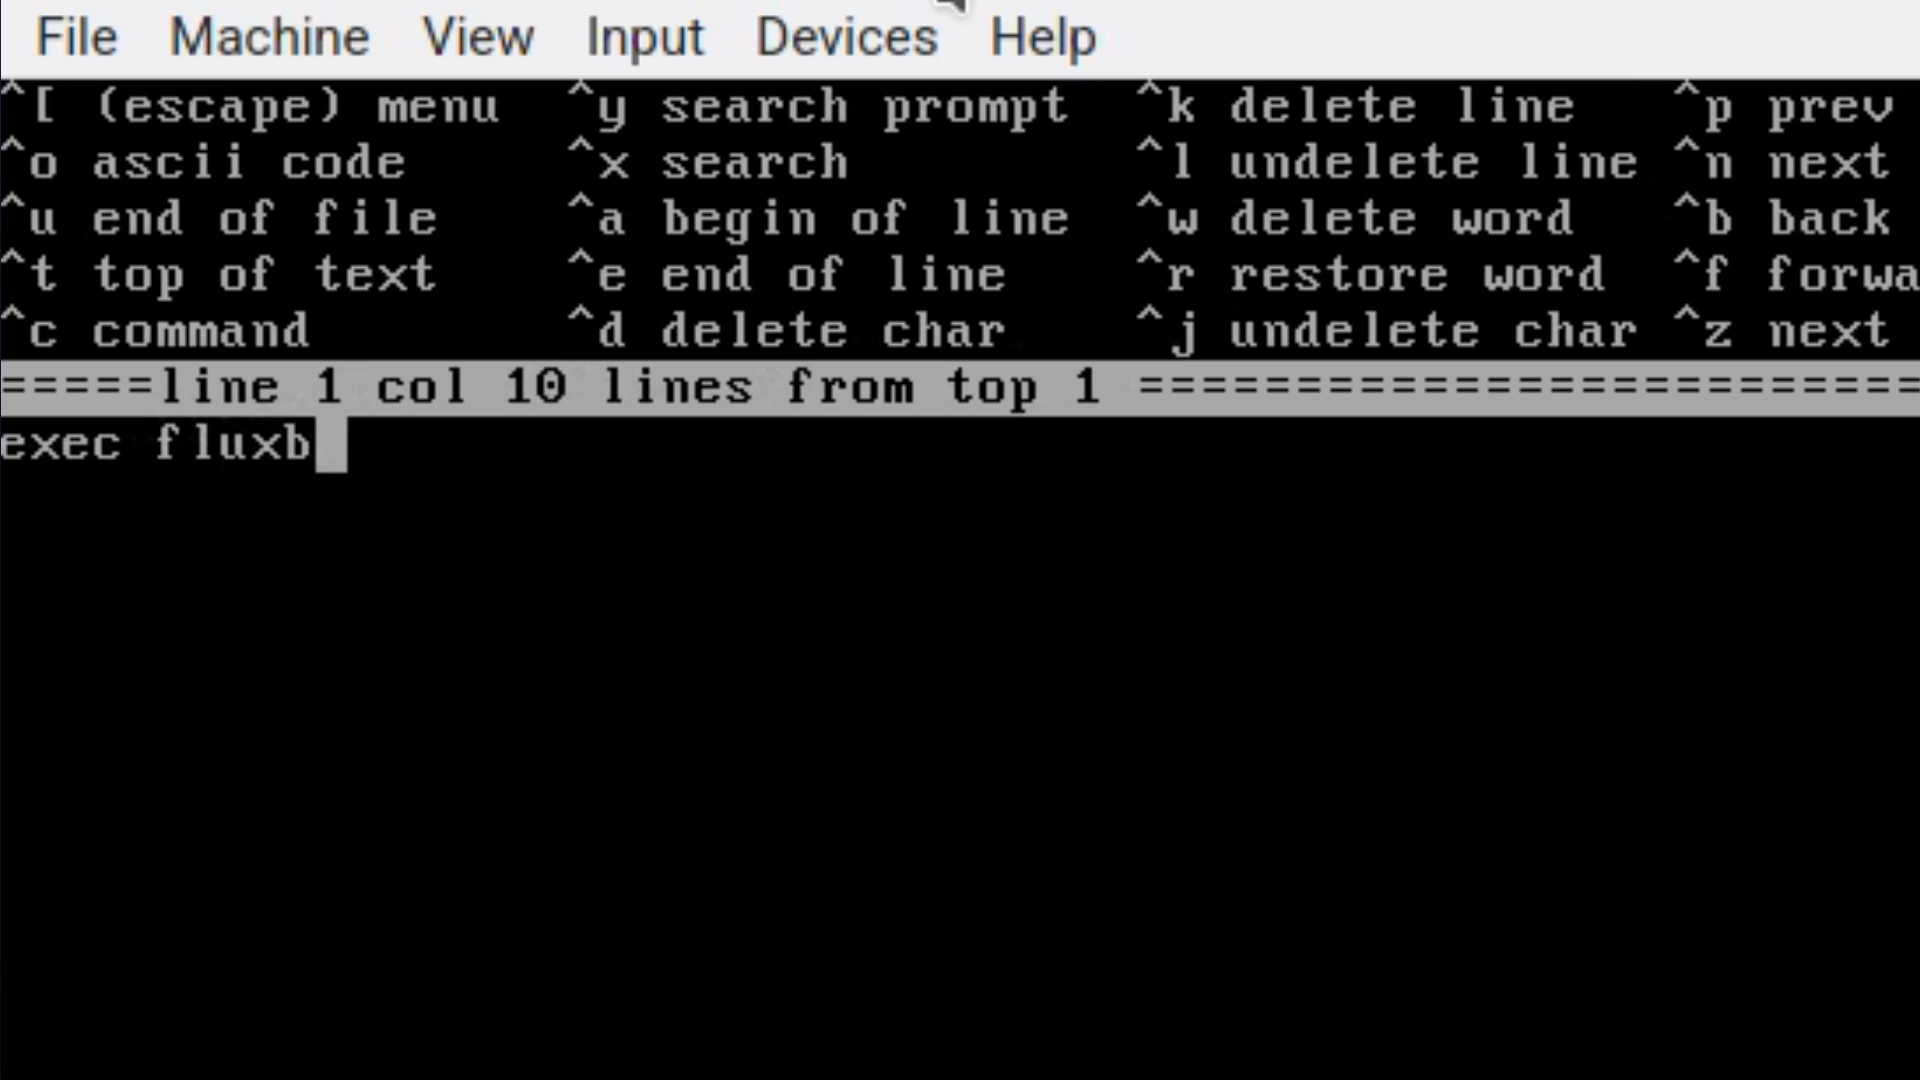 File Machine View Input Devices Help
^[ (escape) menu ^y search prompt ^k delete line ^p prev
^o ascii code ^x search ^l undelete line ^n next
^u end of file ^a begin of line ^w delete word ^b back
^t top of text ^e end of line ^r restore word ^f forwa
^c command ^d delete char ^j undelete char ^z next
=====line 1 col 10 lines from top 1 =========================
exec fluxb